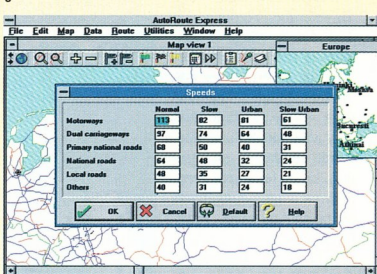 AutoRoute Express
File Edit Map Data Route Utilities Window Help
Map view 1
Europe
Speeds
Normal Slow Urban Slow Urban
Motorways 113 82 81 61
Dual carriageways 97 74 64 48
Primary national roads 68 50 40 31
National roads 64 48 32 24
Local roads 48 35 27 21
Others 40 31 24 18
OK Cancel Default Help